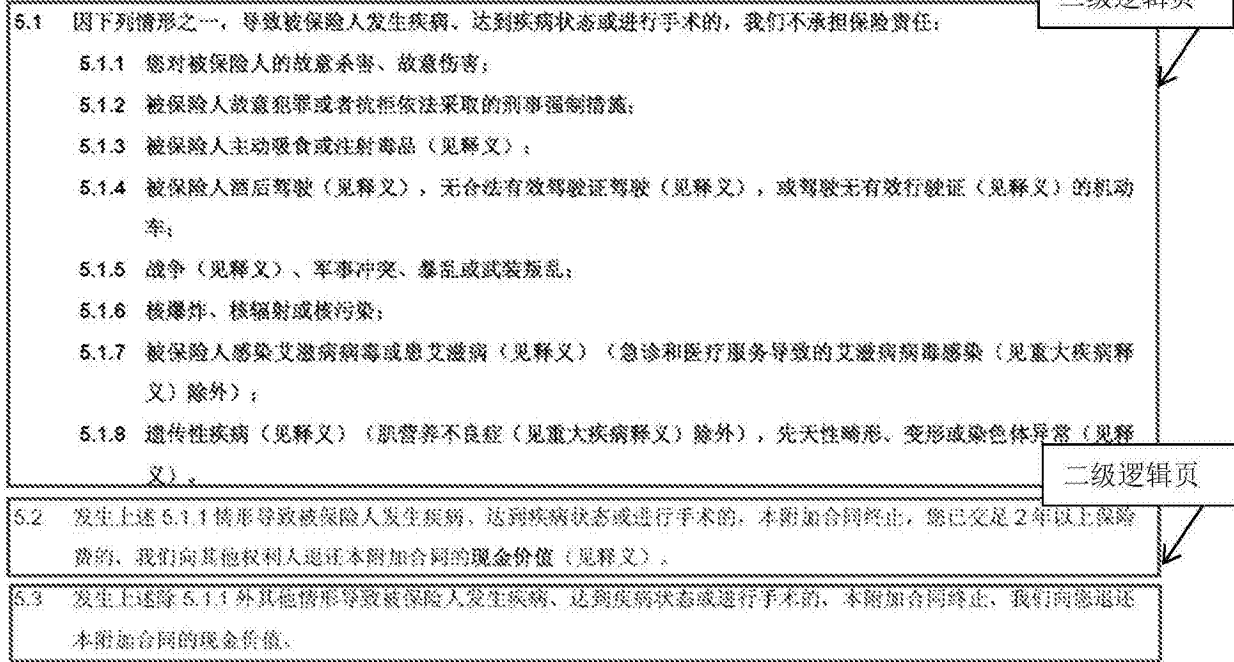 二级逻辑页
5.1 因下列情形之一，导致被保险人发生疾病、达到疾病状态或进行手术的，我们不承担保险责任：
5.1.1 您对被保险人的故意杀害、故意伤害；
5.1.2 被保险人故意犯罪或者抗拒依法采取的刑事强制措施；
5.1.3 被保险人主动吸食或注射毒品（见释义）；
5.1.4 被保险人酒后驾驶（见释义），无合法有效驾驶证驾驶（见释义），或驾驶无有效行驶证（见释义）的机动
车；
5.1.5 战争（见释义）、军事冲突、暴乱或武装叛乱；
5.1.6 核爆炸、核辐射或核污染；
5.1.7 被保险人感染艾滋病病毒或患艾滋病（见释义）（急诊和医疗服务导致的艾滋病病毒感染（见重大疾病释
义）除外）；
5.1.8 遗传性疾病（见释义）（肌营养不良症（见重大疾病释义）除外），先天性畸形、变形或染色体异常（见释
义）。
二级逻辑页
5.2 发生上述 5.1.1 情形导致被保险人发生疾病、达到疾病状态或进行手术的，本附加合同终止，您已交足 2 年以上保险
费的，我们向其他权利人退还本附加合同的现金价值（见释义）。
5.3 发生上述除 5.1.1 外其他情形导致被保险人发生疾病、达到疾病状态或进行手术的，本附加合同终止，我们向您退还
本附加合同的现金价值。